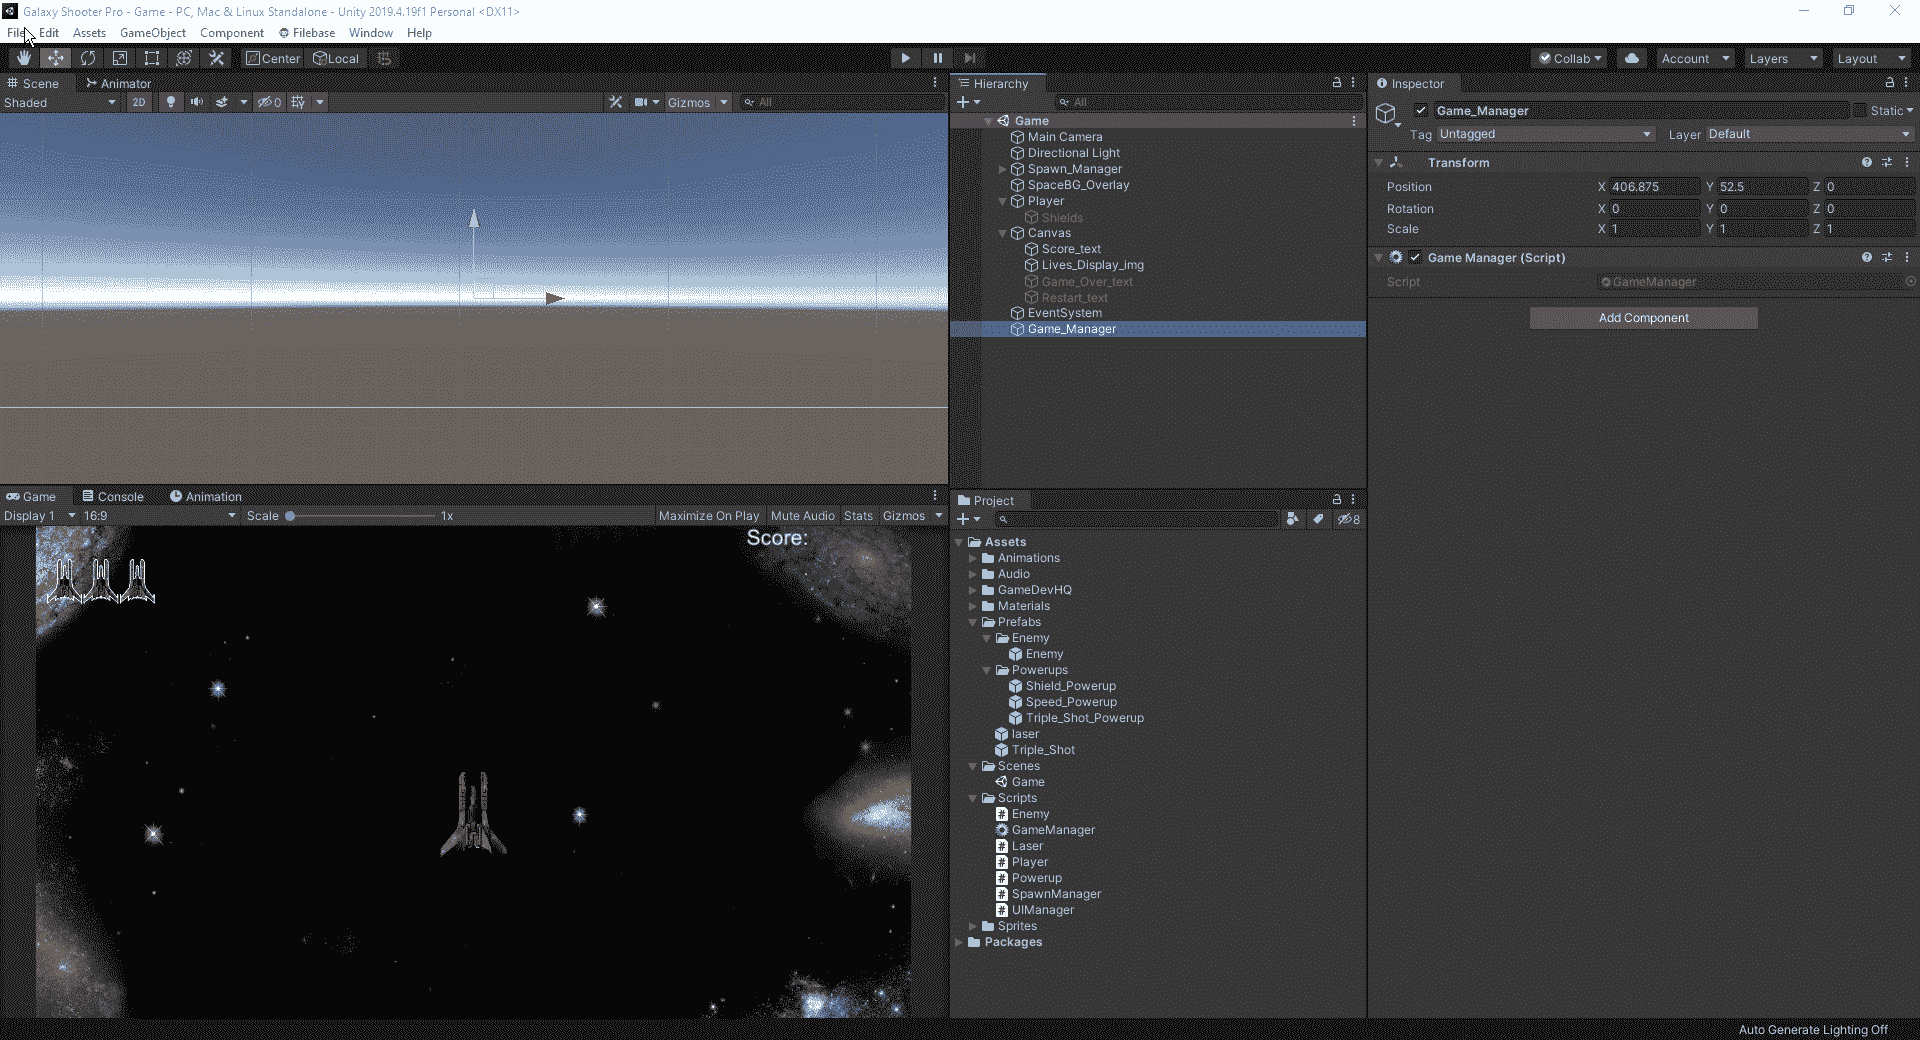 Galaxy Shooter Pro - Game - PC, Mac & Linux Standalone - Unity 2019.4.19f1 Personal <DX11>
File Edit Assets GameObject Component Filebase Window Help
Center Local Collab Account Layers Layout
Scene Animator
Shaded 2D 0 Gizmos All
Hierarchy
All
Game
Main Camera
Directional Light
Spawn_Manager
SpaceBG_Overlay
Player
Shields
Canvas
Score_text
Lives_Display_img
Game_Over_text
Restart_text
EventSystem
Game_Manager
Inspector
Game_Manager Static
Tag Untagged Layer Default
Transform
Position X 406.875 Y 52.5 Z 0
Rotation X 0 Y 0 Z 0
Scale X 1 Y 1 Z 1
Game Manager (Script)
Script GameManager
Add Component
Game Console Animation
Display 1 16:9 Scale 1x Maximize On Play Mute Audio Stats Gizmos
Score:
Project
8
Assets
Animations
Audio
GameDevHQ
Materials
Prefabs
Enemy
Enemy
Powerups
Shield_Powerup
Speed_Powerup
Triple_Shot_Powerup
laser
Triple_Shot
Scenes
Game
Scripts
Enemy
GameManager
Laser
Player
Powerup
SpawnManager
UIManager
Sprites
Packages
Auto Generate Lighting Off